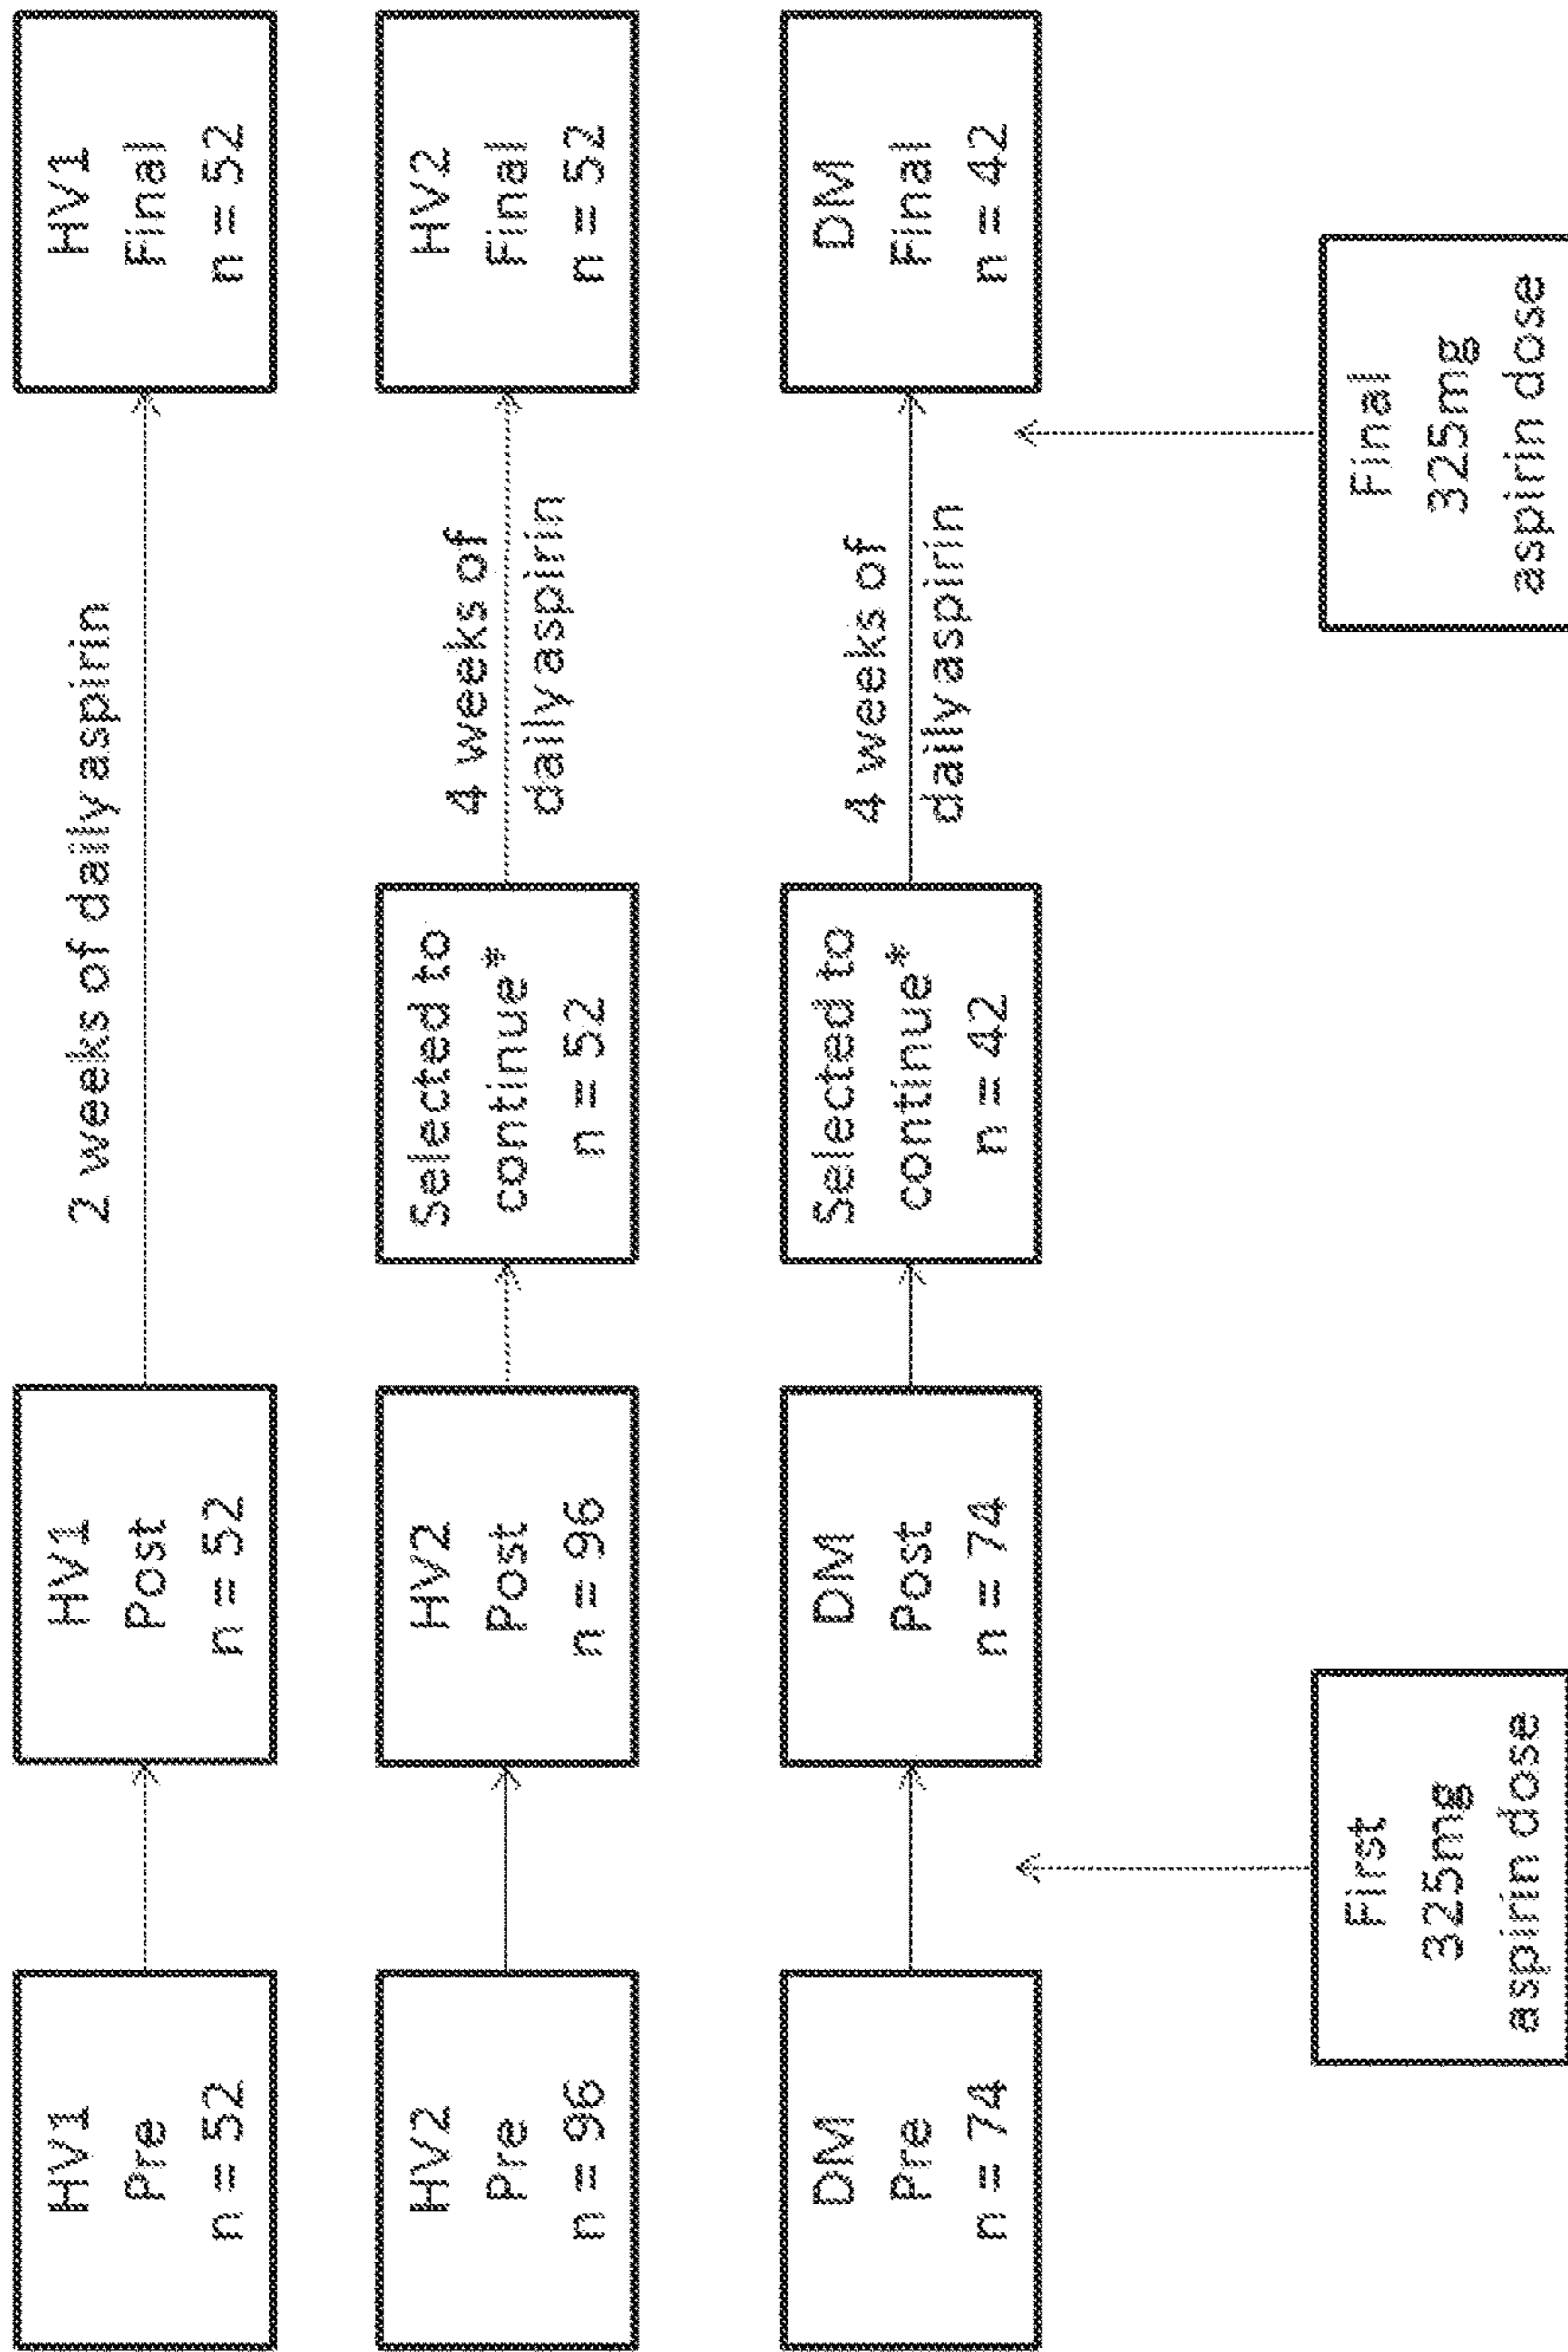 HV1
Pre
n = 52
HV1
Post
n = 52
2 weeks of daily aspirin
HV1
Final
n = 52
HV2
Pre
n = 96
HV2
Post
n = 96
Selected to
continue*
n = 52
4 weeks of
daily aspirin
HV2
Final
n = 52
DM
Pre
n = 74
DM
Post
n = 74
Selected to
continue*
n = 42
4 weeks of
daily aspirin
DM
Final
n = 42
First
325mg
aspirin dose
Final
325mg
aspirin dose